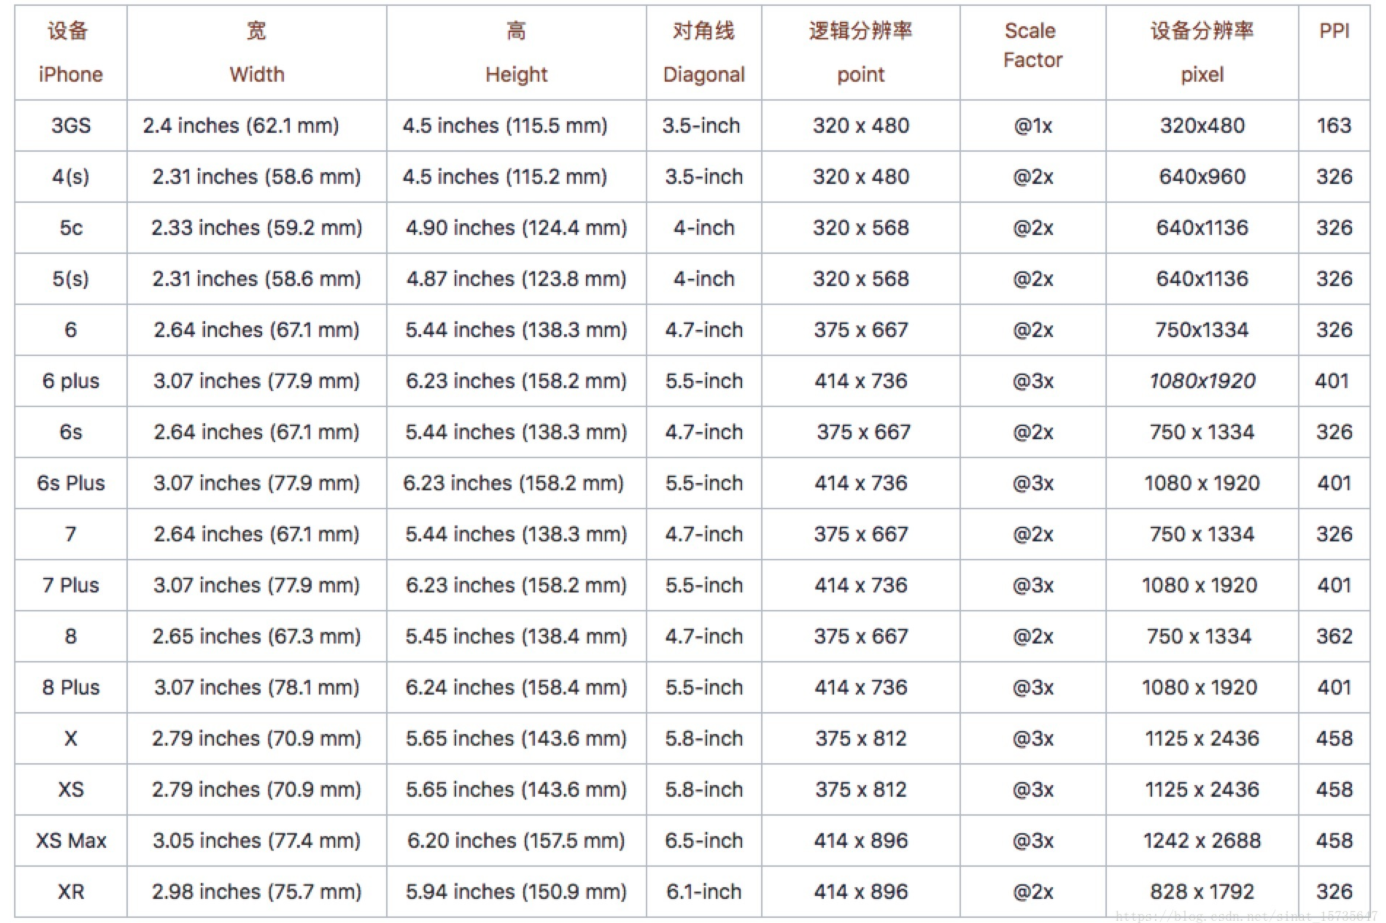 设备 宽 高 对角线 逻辑分辨率 Scale 设备分辨率 PPI
iPhone Width Height Diagonal point Factor pixel
3GS 2.4 inches (62.1 mm) 4.5 inches (115.5 mm) 3.5-inch 320 x 480 @1x 320x480 163
4(s) 2.31 inches (58.6 mm) 4.5 inches (115.2 mm) 3.5-inch 320 x 480 @2x 640x960 326
5c 2.33 inches (59.2 mm) 4.90 inches (124.4 mm) 4-inch 320 x 568 @2x 640x1136 326
5(s) 2.31 inches (58.6 mm) 4.87 inches (123.8 mm) 4-inch 320 x 568 @2x 640x1136 326
6 2.64 inches (67.1 mm) 5.44 inches (138.3 mm) 4.7-inch 375 x 667 @2x 750x1334 326
6 plus 3.07 inches (77.9 mm) 6.23 inches (158.2 mm) 5.5-inch 414 x 736 @3x 1080x1920 401
6s 2.64 inches (67.1 mm) 5.44 inches (138.3 mm) 4.7-inch 375 x 667 @2x 750 x 1334 326
6s Plus 3.07 inches (77.9 mm) 6.23 inches (158.2 mm) 5.5-inch 414 x 736 @3x 1080 x 1920 401
7 2.64 inches (67.1 mm) 5.44 inches (138.3 mm) 4.7-inch 375 x 667 @2x 750 x 1334 326
7 Plus 3.07 inches (77.9 mm) 6.23 inches (158.2 mm) 5.5-inch 414 x 736 @3x 1080 x 1920 401
8 2.65 inches (67.3 mm) 5.45 inches (138.4 mm) 4.7-inch 375 x 667 @2x 750 x 1334 362
8 Plus 3.07 inches (78.1 mm) 6.24 inches (158.4 mm) 5.5-inch 414 x 736 @3x 1080 x 1920 401
X 2.79 inches (70.9 mm) 5.65 inches (143.6 mm) 5.8-inch 375 x 812 @3x 1125 x 2436 458
XS 2.79 inches (70.9 mm) 5.65 inches (143.6 mm) 5.8-inch 375 x 812 @3x 1125 x 2436 458
XS Max 3.05 inches (77.4 mm) 6.20 inches (157.5 mm) 6.5-inch 414 x 896 @3x 1242 x 2688 458
XR 2.98 inches (75.7 mm) 5.94 inches (150.9 mm) 6.1-inch 414 x 896 @2x 828 x 1792 326